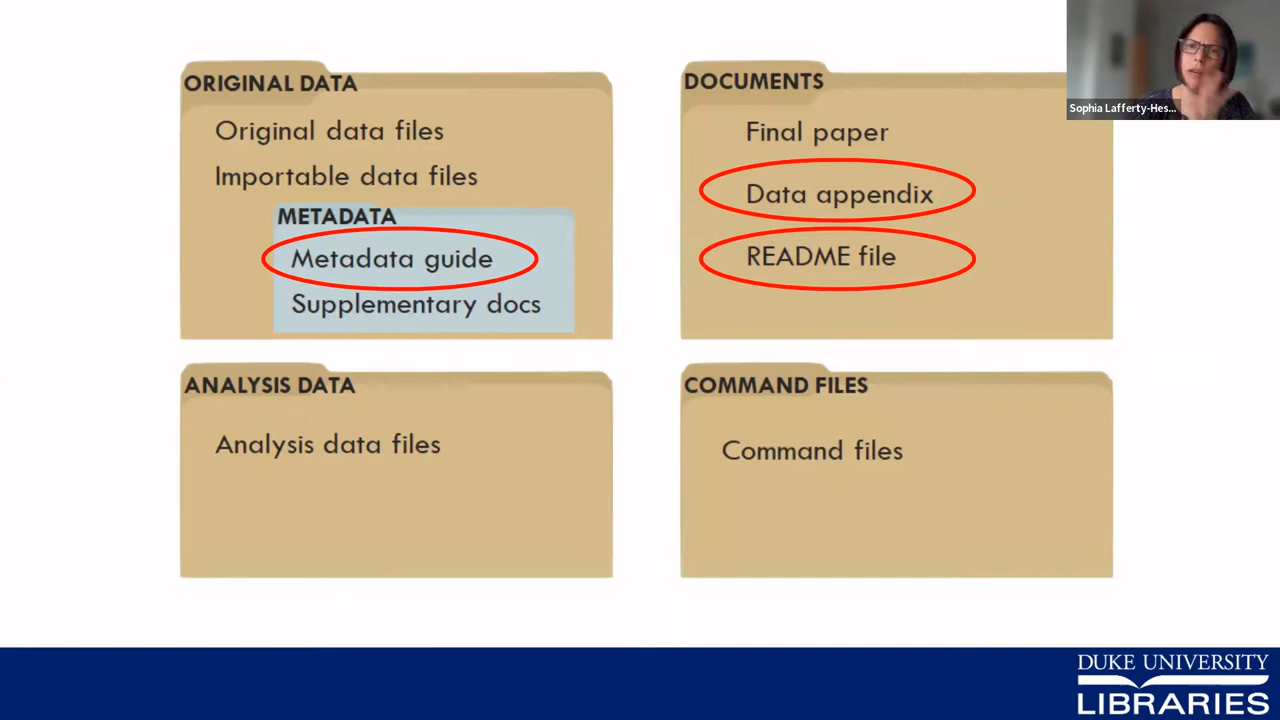 ORIGINAL DATA
Original data files
Importable data files
METADATA
Metadata guide
Supplementary docs
DOCUMENTS
Final paper
Data appendix
README file
Sophia Lafferty-Hes...
ANALYSIS DATA
Analysis data files
COMMAND FILES
Command files
DUKE UNIVERSITY
LIBRARIES